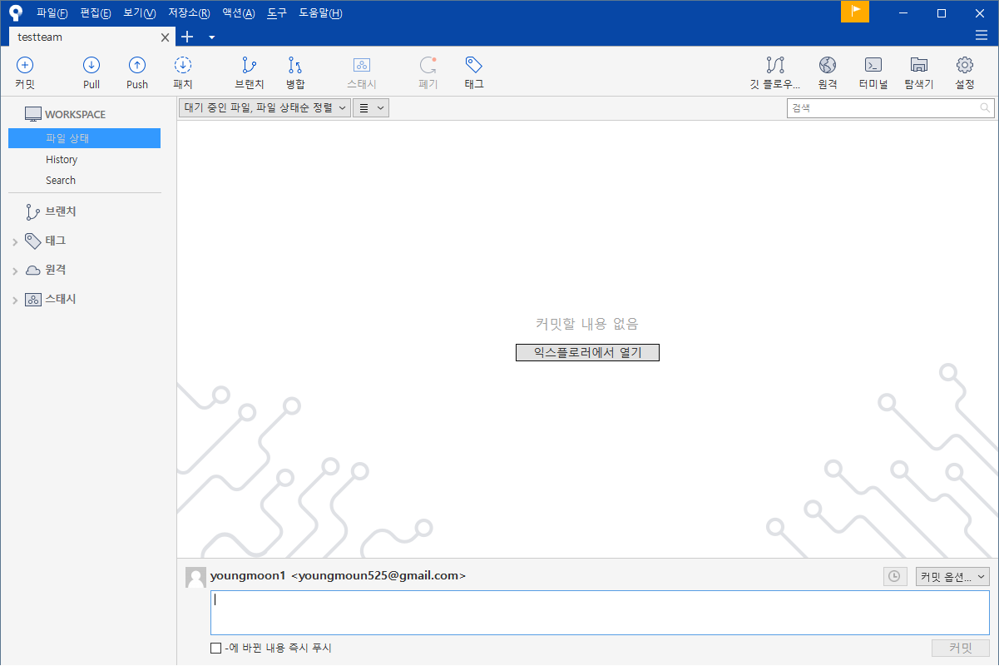 파일(F) 편집(E) 보기(V) 저장소(R) 액션(A) 도구 도움말(H)
testteam
커밋 Pull Push 패치 브랜치 병합 스태시 폐기 태그 깃 플로우... 원격 터미널 탐색기 설정
WORKSPACE
파일 상태
History
Search
브랜치
태그
원격
스태시
대기 중인 파일, 파일 상태순 정렬
검색
커밋할 내용 없음
익스플로러에서 열기
youngmoon1 <youngmoun525@gmail.com>
커밋 옵션...
-에 바뀐 내용 즉시 푸시
커밋